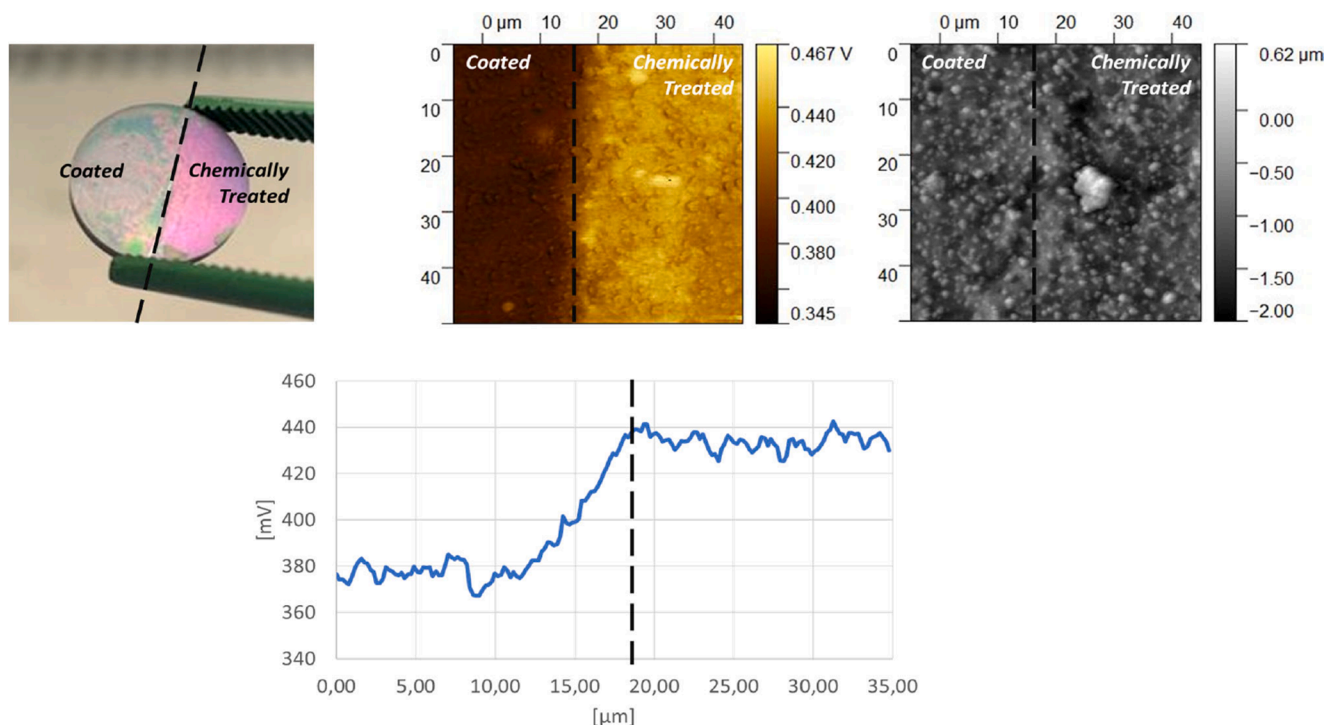 Coated
Chemically
Treated
0 µm 10 20 30 40
0
10
20
30
40
Coated
Chemically
Treated
0.467 V
0.440
0.420
0.400
0.380
0.345
0 µm 10 20 30 40
0
10
20
30
40
Coated
Chemically
Treated
0.62 µm
0.00
−0.50
−1.00
−1.50
−2.00
460
440
420
400
380
360
340
[mV]
0,00 5,00 10,00 15,00 20,00 25,00 30,00 35,00
[µm]